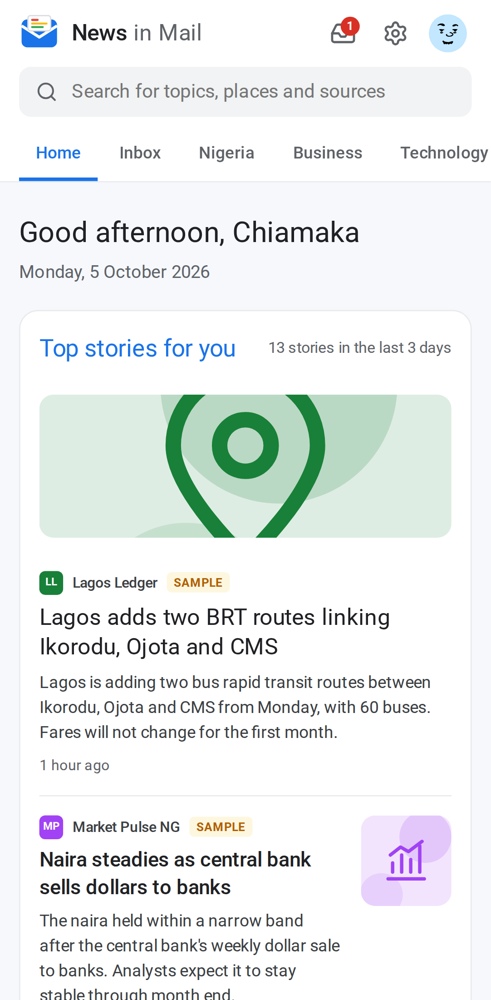 News in Mail
1
Search for topics, places and sources
Home Inbox Nigeria Business Technology
Good afternoon, Chiamaka
Monday, 5 October 2026
Top stories for you
13 stories in the last 3 days
LL Lagos Ledger SAMPLE
Lagos adds two BRT routes linking
Ikorodu, Ojota and CMS
Lagos is adding two bus rapid transit routes between
Ikorodu, Ojota and CMS from Monday, with 60 buses.
Fares will not change for the first month.
1 hour ago
MP Market Pulse NG SAMPLE
Naira steadies as central bank
sells dollars to banks
The naira held within a narrow band
after the central bank's weekly dollar sale
to banks. Analysts expect it to stay
stable through month end.